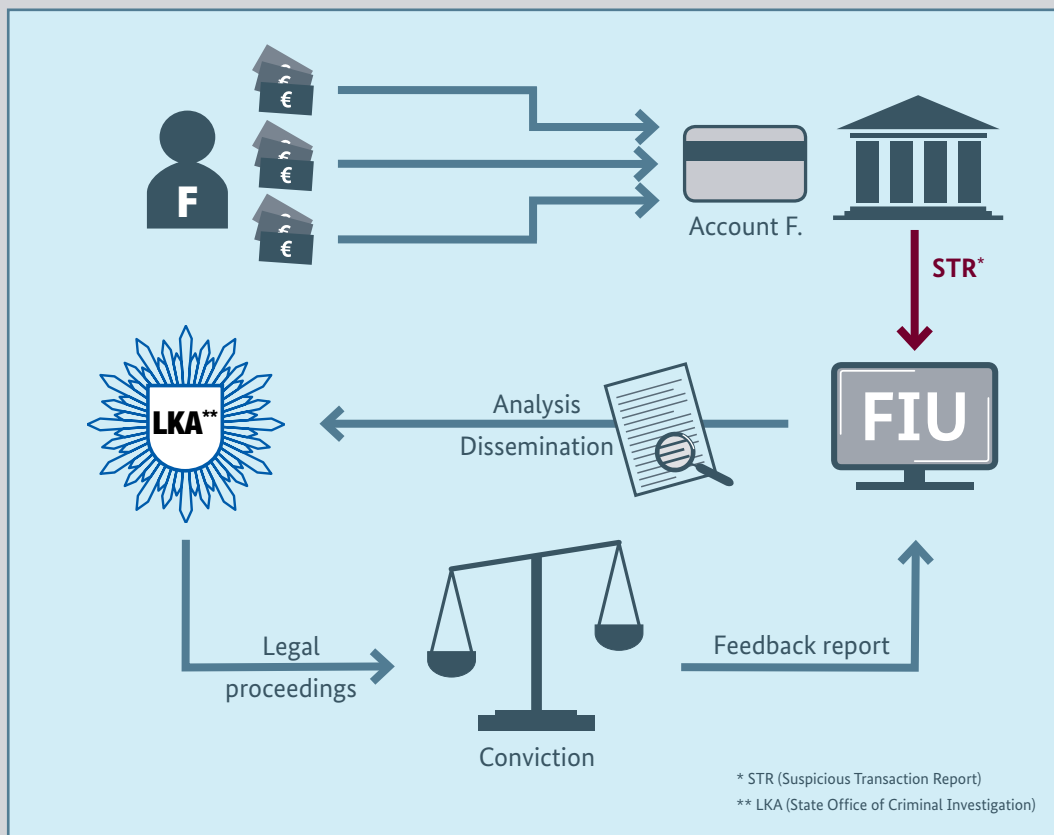 €
€
€
€
€
€
F
Account F.
STR*
LKA**
Analysis
Dissemination
FIU
Legal
proceedings
Feedback report
Conviction
* STR (Suspicious Transaction Report)
** LKA (State Office of Criminal Investigation)